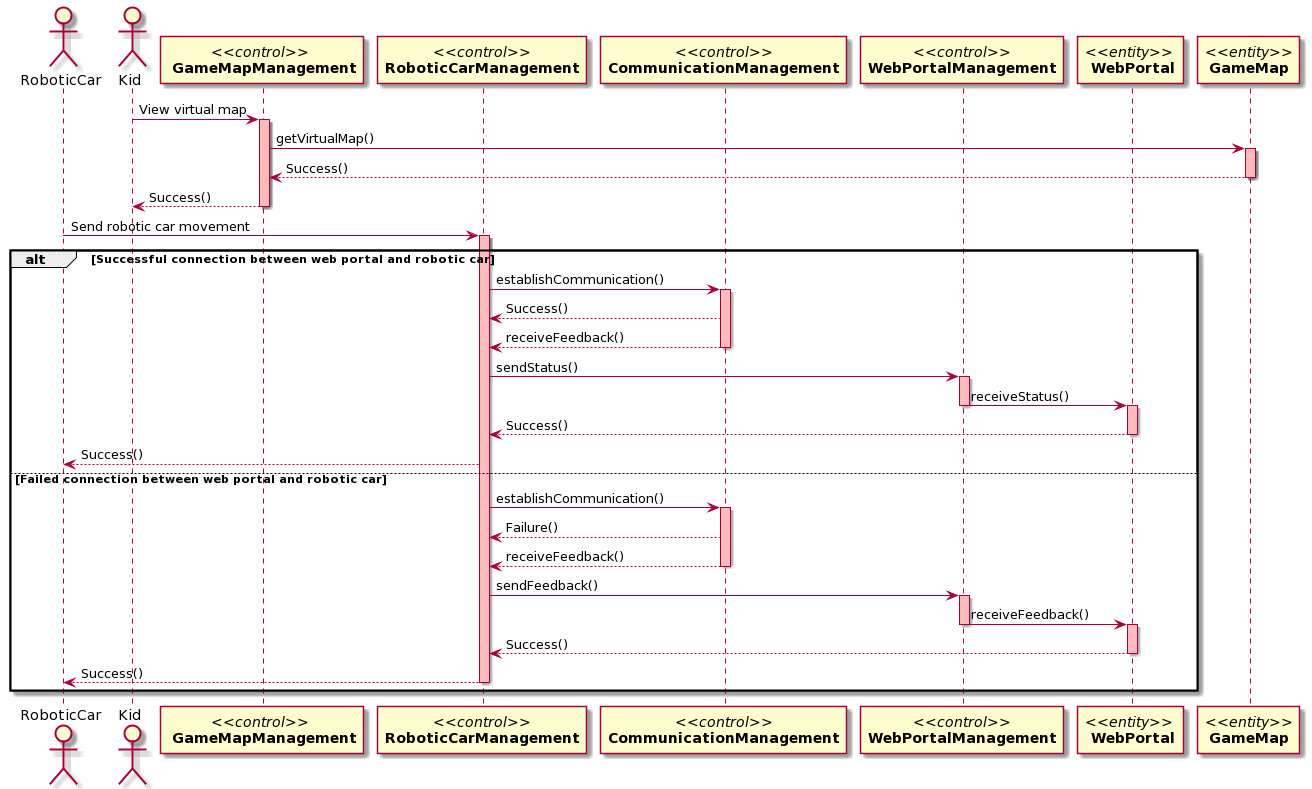 RoboticCar
Kid
<<control>>
GameMapManagement
<<control>>
RoboticCarManagement
<<control>>
CommunicationManagement
<<control>>
WebPortalManagement
<<entity>>
WebPortal
<<entity>>
GameMap
View virtual map
getVirtualMap()
Success()
Success()
Send robotic car movement
alt [Successful connection between web portal and robotic car]
establishCommunication()
Success()
receiveFeedback()
sendStatus()
receiveStatus()
Success()
Success()
[Failed connection between web portal and robotic car]
establishCommunication()
Failure()
receiveFeedback()
sendFeedback()
receiveFeedback()
Success()
Success()
RoboticCar
Kid
<<control>>
GameMapManagement
<<control>>
RoboticCarManagement
<<control>>
CommunicationManagement
<<control>>
WebPortalManagement
<<entity>>
WebPortal
<<entity>>
GameMap